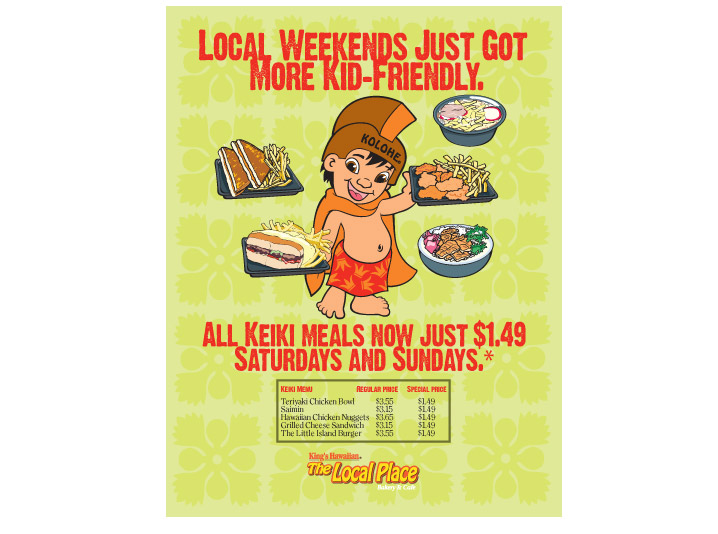 Local Weekends Just Got
More Kid-Friendly.
KOLOHE
All Keiki meals now just $1.49
Saturdays and Sundays.*
Keiki Menu Regular price Special price
Teriyaki Chicken Bowl $3.55 $1.49
Saimin $3.15 $1.49
Hawaiian Chicken Nuggets $3.65 $1.49
Grilled Cheese Sandwich $3.15 $1.49
The Little Island Burger $3.55 $1.49
King's Hawaiian.
The Local Place
Bakery & Cafe